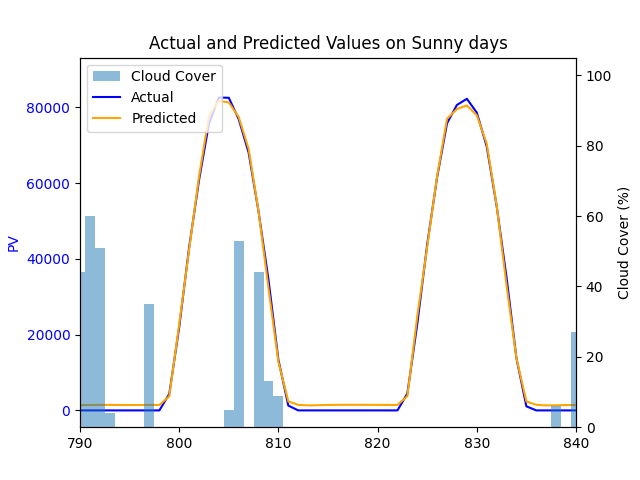 Actual and Predicted Values on Sunny days
Cloud Cover
Actual
Predicted
80000
60000
40000
20000
0
PV
100
80
60
40
20
0
Cloud Cover (%)
790 800 810 820 830 840